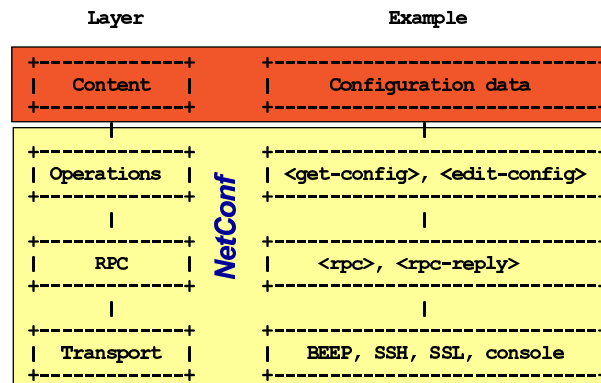 Layer Example
+---------------+ +-----------------------------
| Content | | Configuration data
+---------------+ +-----------------------------
| |
+---------------+ +-----------------------------
| Operations | | <get-config>, <edit-config>
+---------------+ +-----------------------------
| |
NetConf
+---------------+ +-----------------------------
| RPC | | <rpc>, <rpc-reply>
+---------------+ +-----------------------------
| |
+---------------+ +-----------------------------
| Transport | | BEEP, SSH, SSL, console